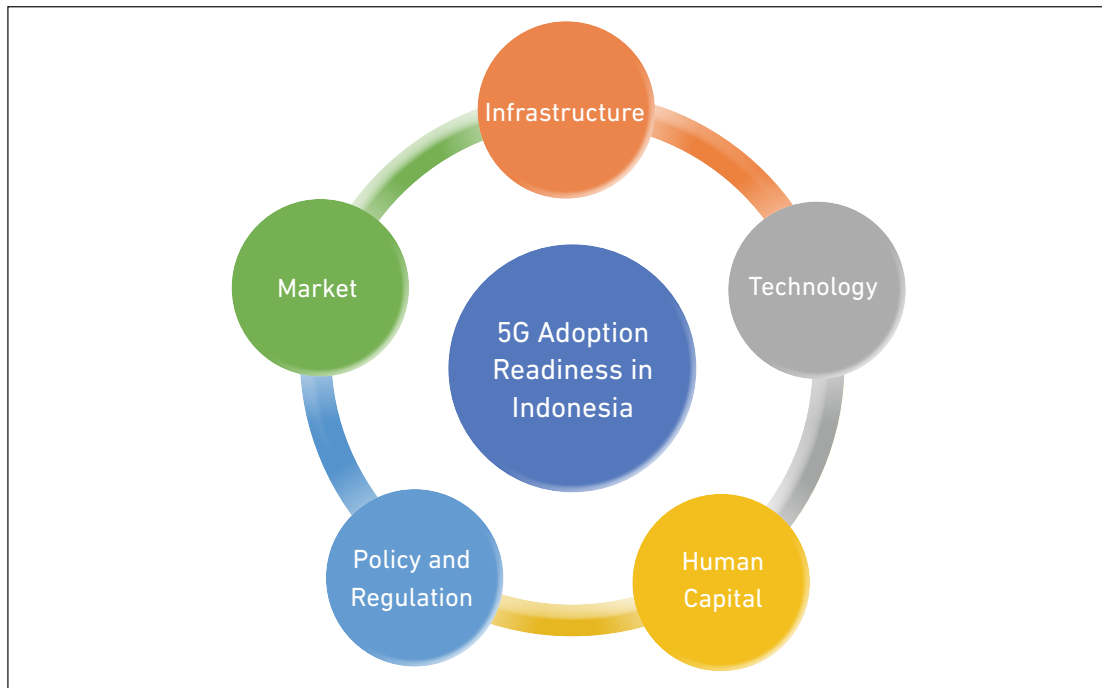 Infrastructure
Market
Technology
5G Adoption
Readiness in
Indonesia
Policy and
Regulation
Human
Capital